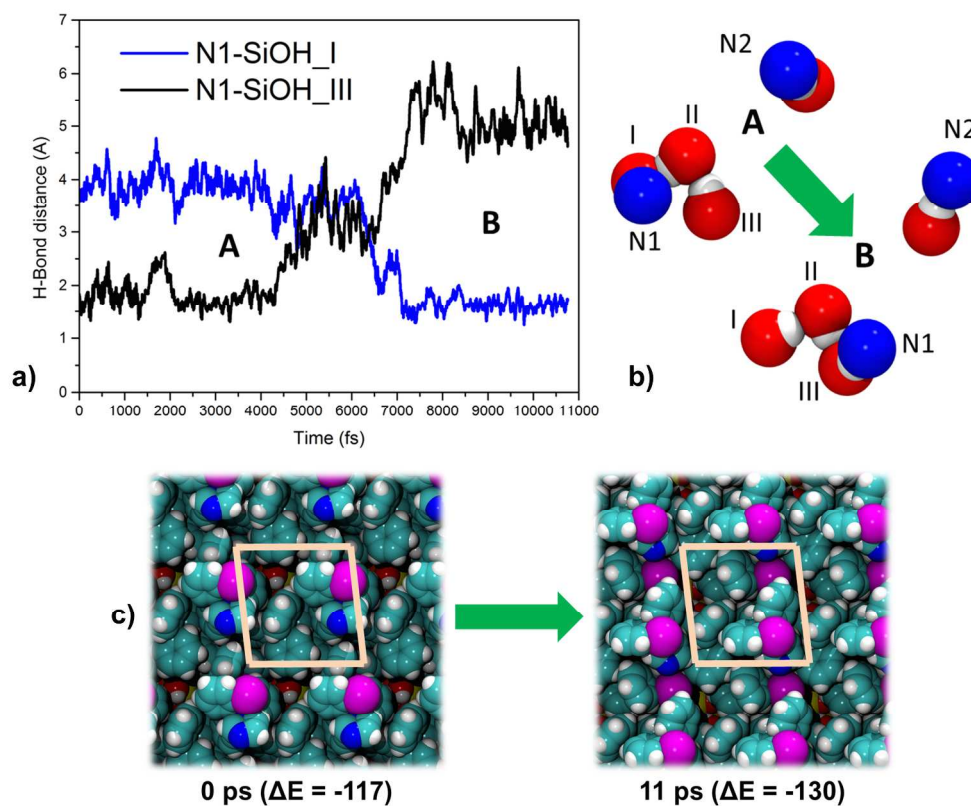 7
6
5
4
3
2
1
0
H-Bond distance (A)
N1-SiOH_I
N1-SiOH_III
A
B
0 1000 2000 3000 4000 5000 6000 7000 8000 9000 10000 11000
Time (fs)
a)
N2
A
II
I
N1
III
N2
B
II
I
N1
III
b)
c)
0 ps (ΔE = -117)
11 ps (ΔE = -130)